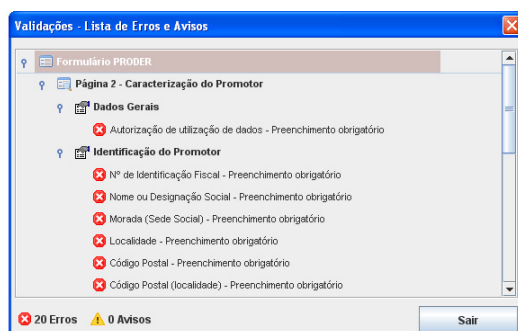 Validações - Lista de Erros e Avisos
Formulário PRODER
Página 2 - Caracterização do Promotor
Dados Gerais
Autorização de utilização de dados - Preenchimento obrigatório
Identificação do Promotor
Nº de Identificação Fiscal - Preenchimento obrigatório
Nome ou Designação Social - Preenchimento obrigatório
Morada (Sede Social) - Preenchimento obrigatório
Localidade - Preenchimento obrigatório
Código Postal - Preenchimento obrigatório
Código Postal (localidade) - Preenchimento obrigatório
20 Erros 0 Avisos Sair